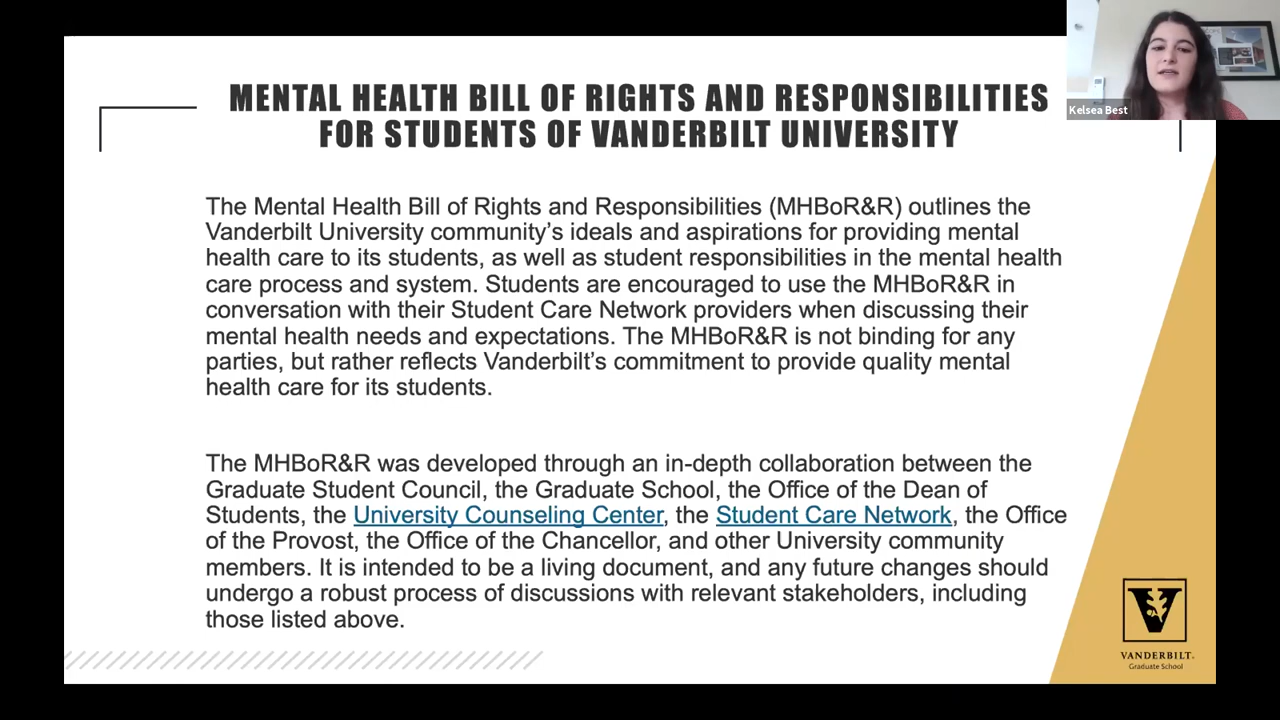 Kelsea Best
MENTAL HEALTH BILL OF RIGHTS AND RESPONSIBILITIES
FOR STUDENTS OF VANDERBILT UNIVERSITY
The Mental Health Bill of Rights and Responsibilities (MHBoR&R) outlines the
Vanderbilt University community’s ideals and aspirations for providing mental
health care to its students, as well as student responsibilities in the mental health
care process and system. Students are encouraged to use the MHBoR&R in
conversation with their Student Care Network providers when discussing their
mental health needs and expectations. The MHBoR&R is not binding for any
parties, but rather reflects Vanderbilt’s commitment to provide quality mental
health care for its students.
The MHBoR&R was developed through an in-depth collaboration between the
Graduate Student Council, the Graduate School, the Office of the Dean of
Students, the University Counseling Center, the Student Care Network, the Office
of the Provost, the Office of the Chancellor, and other University community
members. It is intended to be a living document, and any future changes should
undergo a robust process of discussions with relevant stakeholders, including
those listed above.
V
VANDERBILT
Graduate School